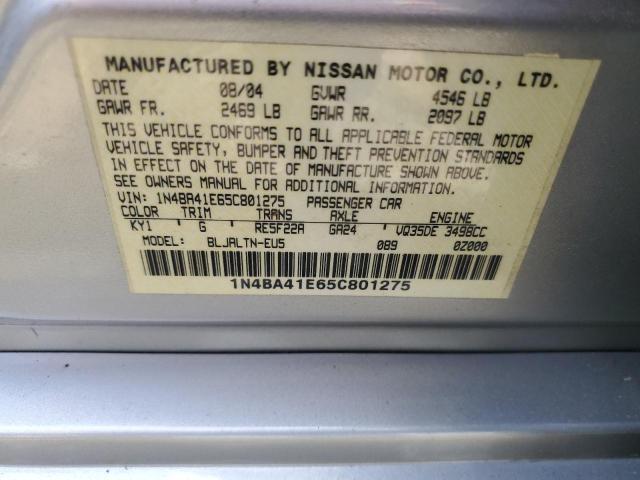 MANUFACTURED BY NISSAN MOTOR CO., LTD.
DATE 08/04 GVWR 4546 LB
GAWR FR. 2469 LB GAWR RR. 2097 LB
THIS VEHICLE CONFORMS TO ALL APPLICABLE FEDERAL MOTOR
VEHICLE SAFETY, BUMPER AND THEFT PREVENTION STANDARDS
IN EFFECT ON THE DATE OF MANUFACTURE SHOWN ABOVE.
SEE OWNERS MANUAL FOR ADDITIONAL INFORMATION.
VIN: 1N4BA41E65C801275 PASSENGER CAR
COLOR TRIM TRANS AXLE ENGINE
KY1 G RE5F22A GA24 VQ35DE 3498CC
MODEL: BLJALTN-EU5 089 0Z000
1N4BA41E65C801275